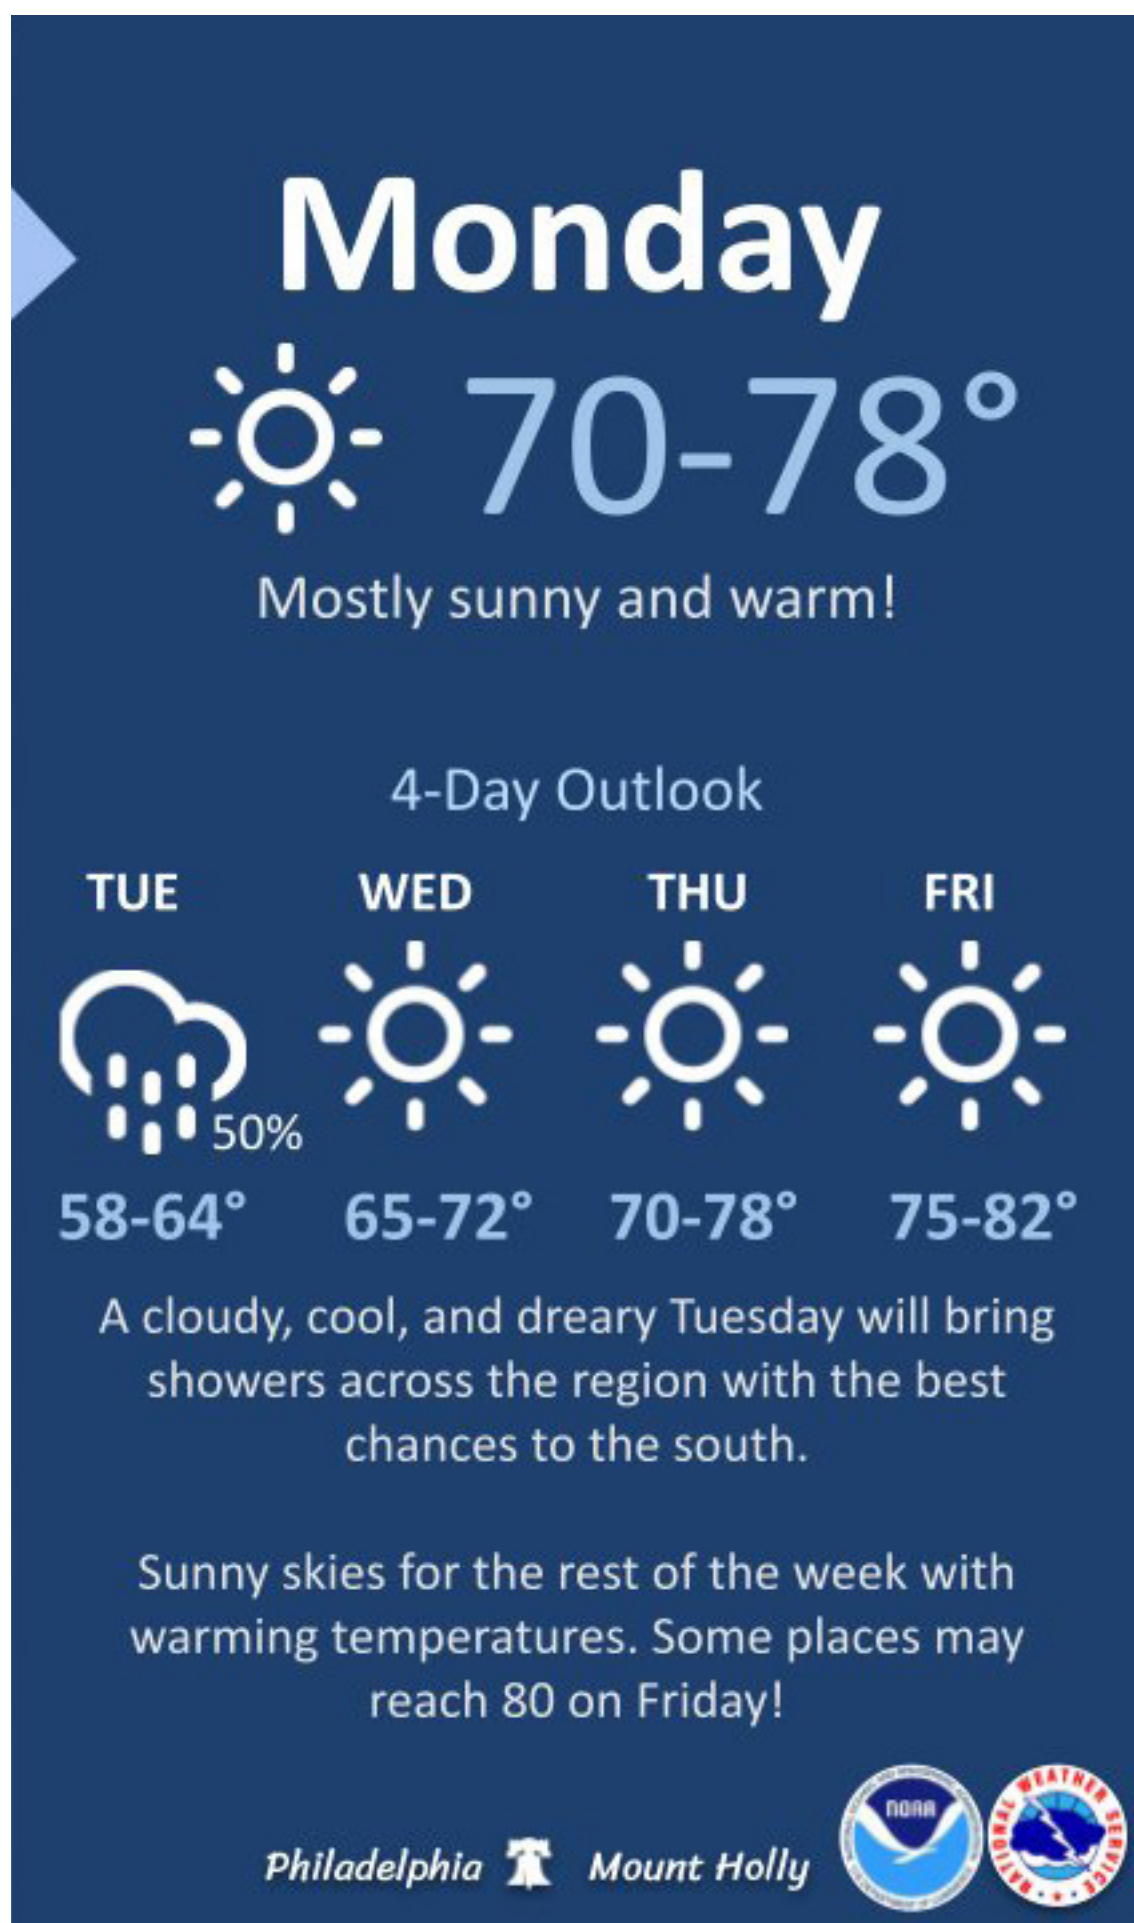 Monday
70-78°
Mostly sunny and warm!
4-Day Outlook
TUE WED THU FRI
50%
58-64° 65-72° 70-78° 75-82°
A cloudy, cool, and dreary Tuesday will bring
showers across the region with the best
chances to the south.
Sunny skies for the rest of the week with
warming temperatures. Some places may
reach 80 on Friday!
Philadelphia Mount Holly
NOAA
NATIONAL WEATHER SERVICE